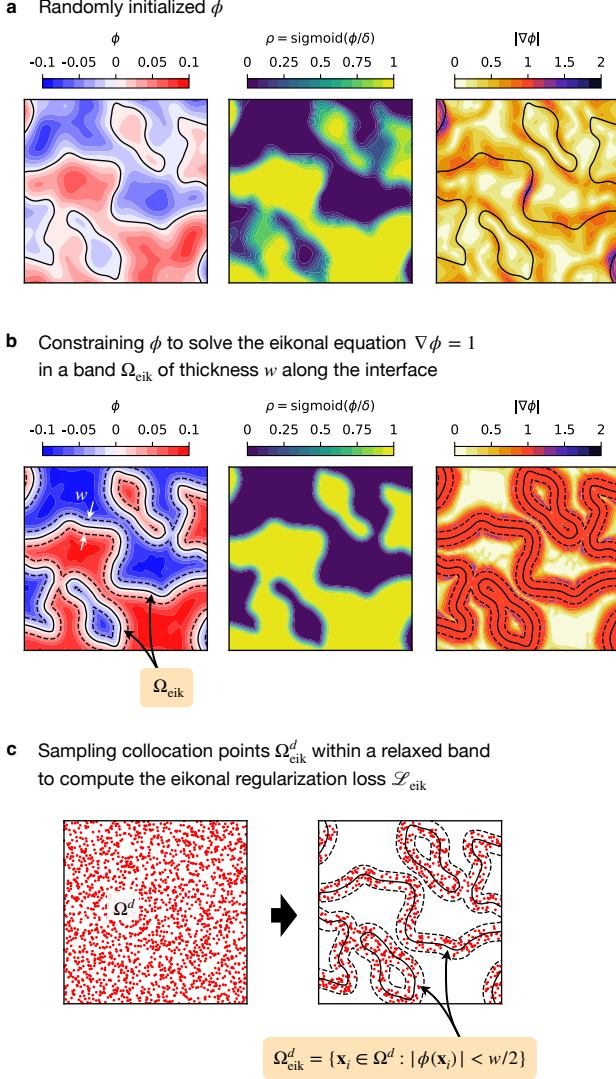 a Randomly initialized ϕ
ϕ ρ = sigmoid(ϕ/δ) |∇ϕ|
-0.1 -0.05 0 0.05 0.1 0 0.25 0.5 0.75 1 0 0.5 1 1.5 2
b Constraining ϕ to solve the eikonal equation ∇ϕ = 1
in a band Ω_eik of thickness w along the interface
ϕ ρ = sigmoid(ϕ/δ) |∇ϕ|
-0.1 -0.05 0 0.05 0.1 0 0.25 0.5 0.75 1 0 0.5 1 1.5 2
w
Ω_eik
c Sampling collocation points Ω^d_eik within a relaxed band
to compute the eikonal regularization loss ℒ_eik
Ω^d
Ω^d_eik = {x_i ∈ Ω^d : |ϕ(x_i)| < w/2}